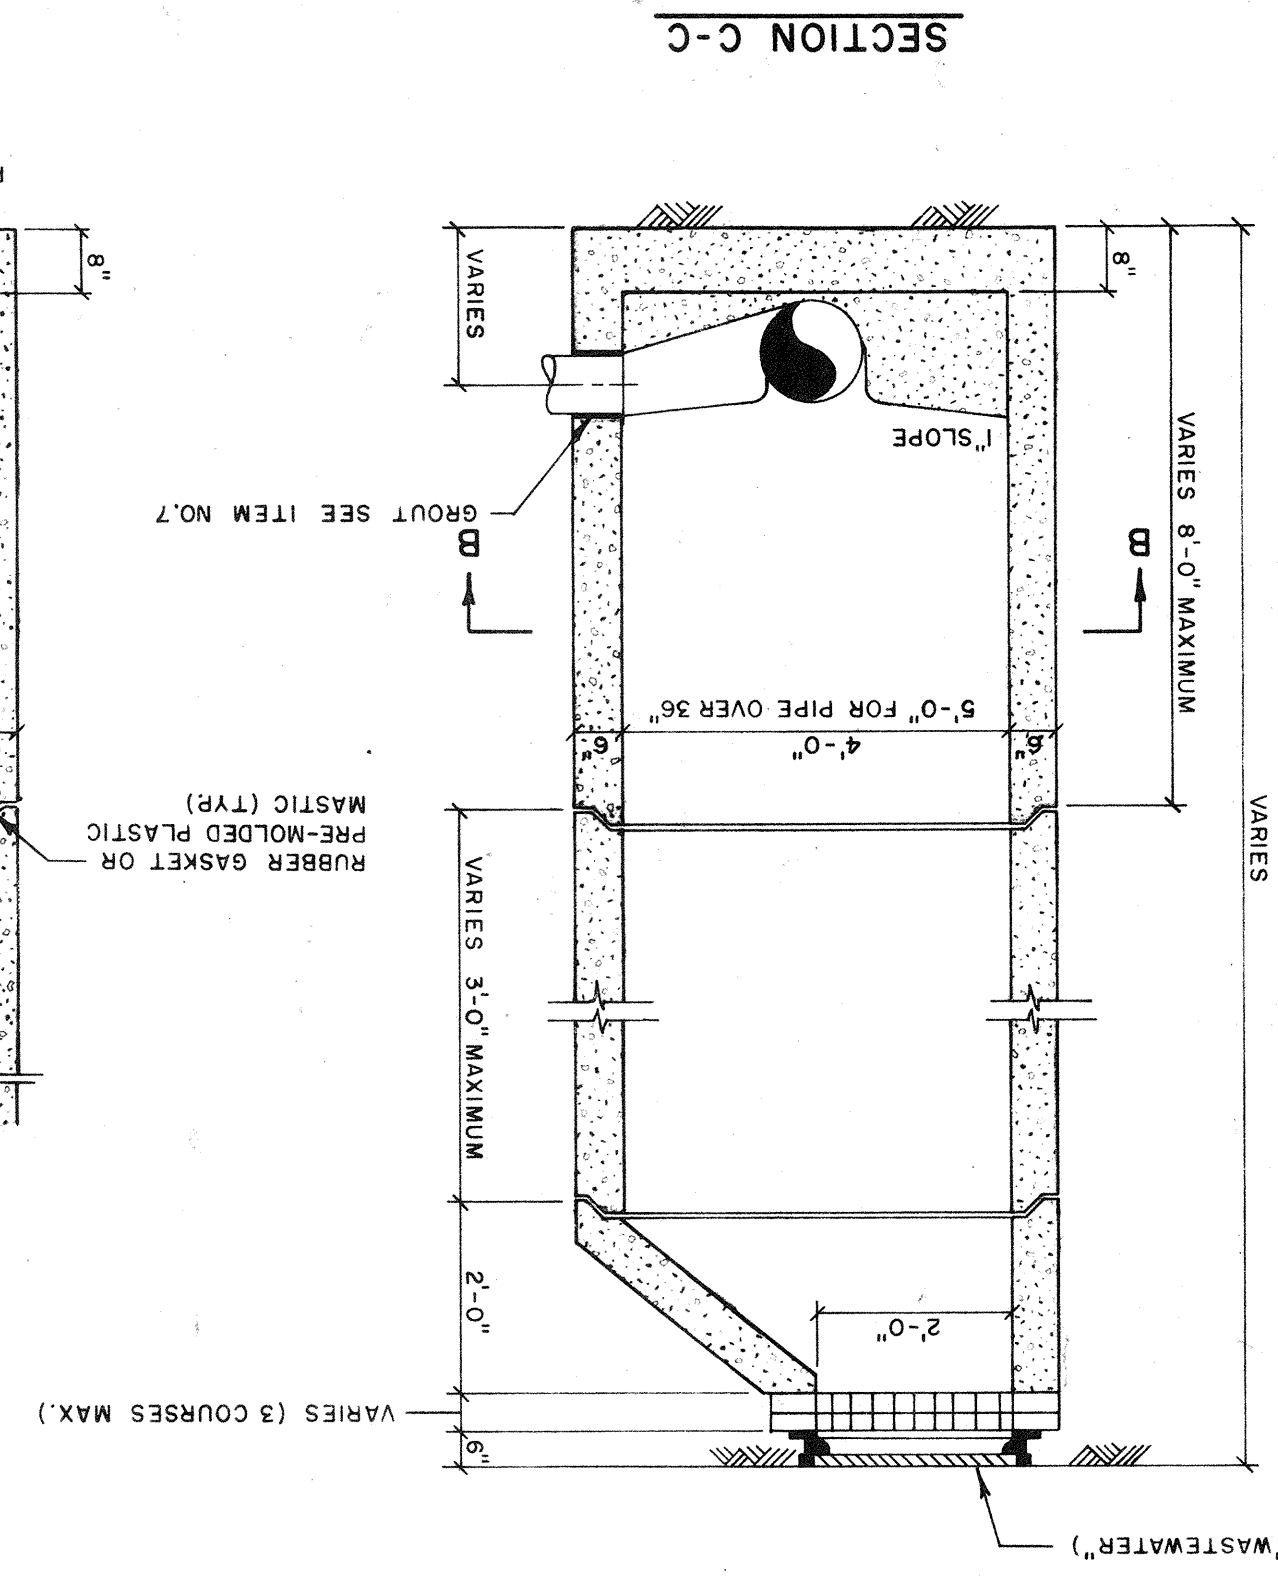 "WASTEWATER")
6"
VARIES (3 COURSES MAX.)
2'-0"
2'-0"
VARIES 3'-0" MAXIMUM
VARIES
RUBBER GASKET OR
PRE-MOLDED PLASTIC
MASTIC (TYP.)
6"
4'-0"
6"
5'-0" FOR PIPE OVER 36"
VARIES 8'-0" MAXIMUM
B
B
GROUT SEE ITEM NO.7
1" SLOPE
VARIES
8"
8"
SECTION C-C